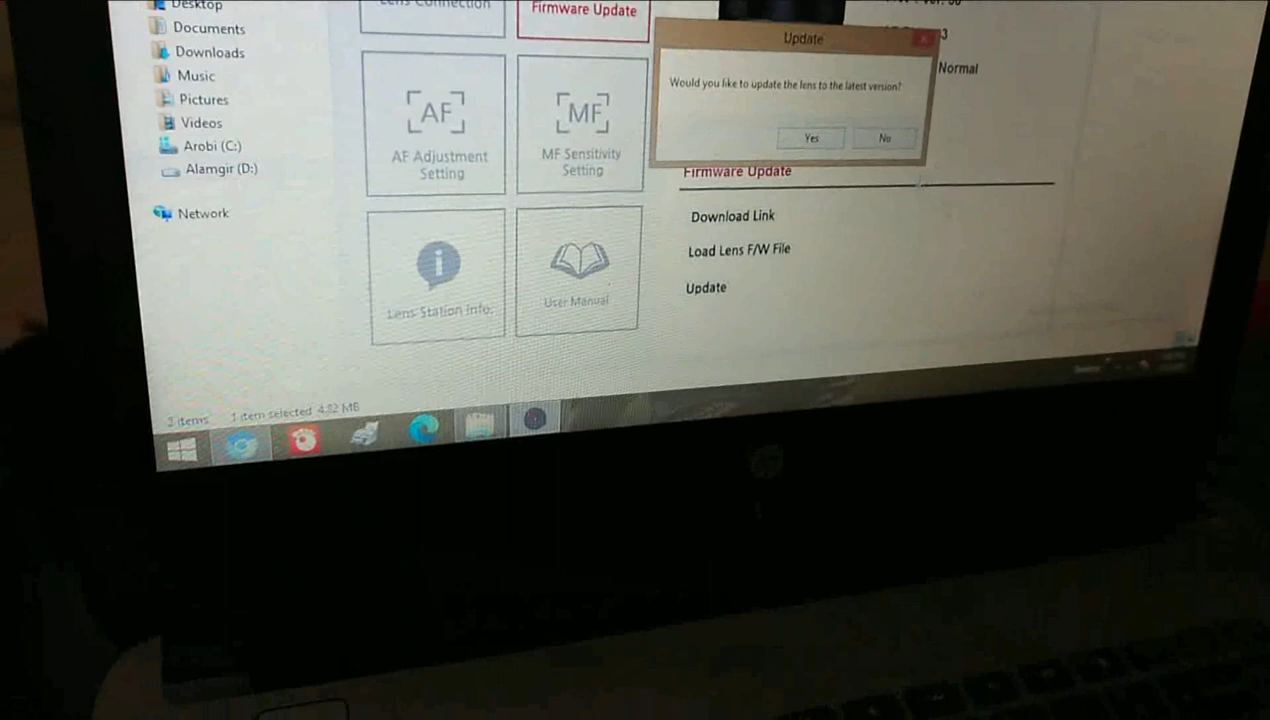 Desktop
Documents
Downloads
Music
Pictures
Videos
Arobi (C:)
Alamgir (D:)
Network
3 items
1 item selected 4.82 MB
Lens Connection
Firmware Update
AF
AF Adjustment
Setting
MF
MF Sensitivity
Setting
Lens Station Info.
User Manual
Update
Would you like to update the lens to the latest version?
Yes
No
Normal
Firmware Update
Download Link
Load Lens F/W File
Update